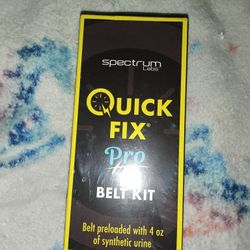 spectrum
Labs
QUICK
FIX®
Pro
BELT KIT
Belt preloaded with 4 oz
of synthetic urine